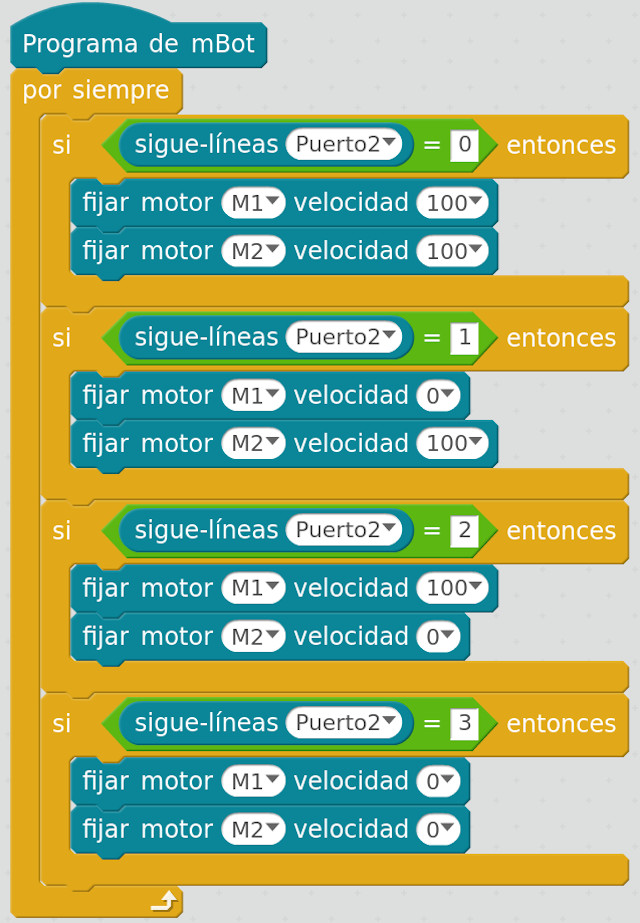 Programa de mBot
por siempre
si sigue-líneas Puerto2 = 0 entonces
fijar motor M1 velocidad 100
fijar motor M2 velocidad 100
si sigue-líneas Puerto2 = 1 entonces
fijar motor M1 velocidad 0
fijar motor M2 velocidad 100
si sigue-líneas Puerto2 = 2 entonces
fijar motor M1 velocidad 100
fijar motor M2 velocidad 0
si sigue-líneas Puerto2 = 3 entonces
fijar motor M1 velocidad 0
fijar motor M2 velocidad 0